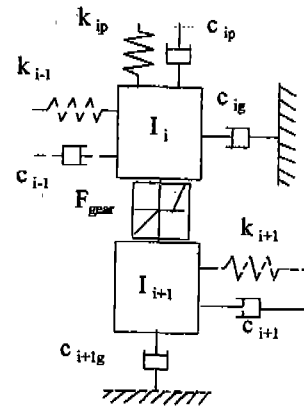 k ip
c ip
k i-1
c ig
I i
c i-1
F gear
k i+1
I i+1
c i+1
c i+1g